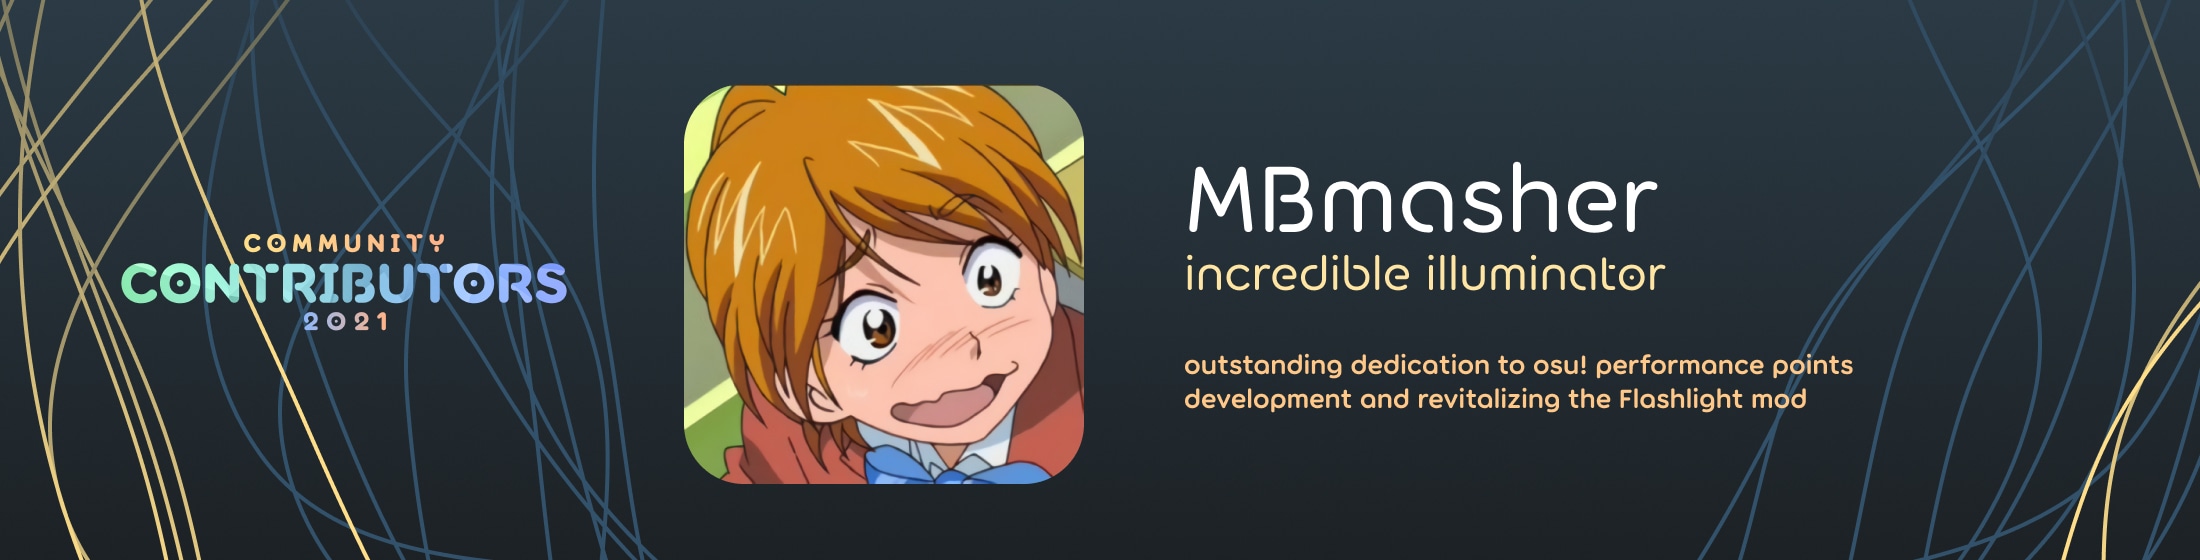 COMMUNITY
CONTRIBUTORS
2021
MBmasher
incredible illuminator
outstanding dedication to osu! performance points
development and revitalizing the Flashlight mod